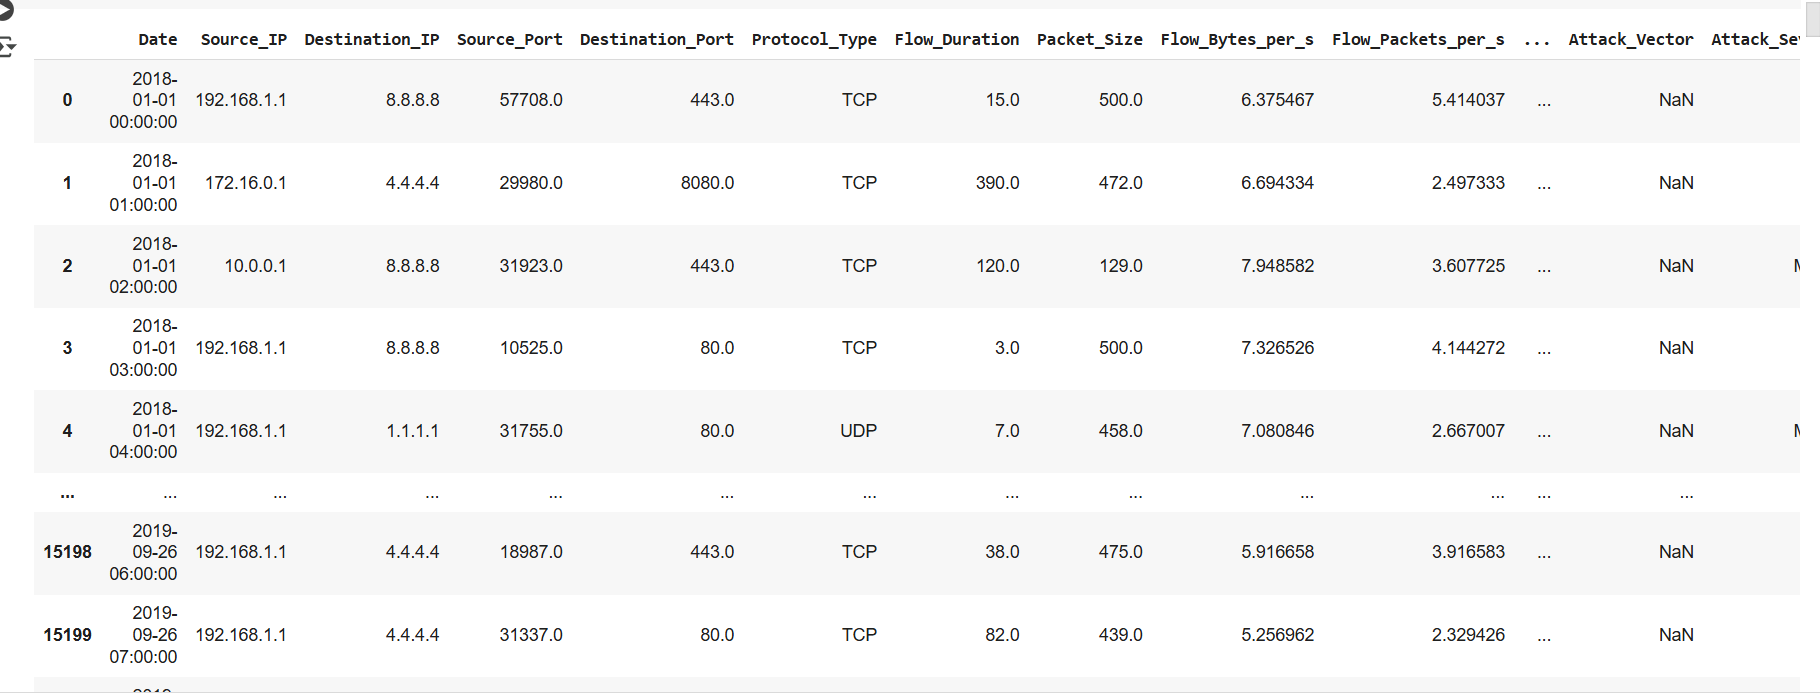 Date Source_IP Destination_IP Source_Port Destination_Port Protocol_Type Flow_Duration Packet_Size Flow_Bytes_per_s Flow_Packets_per_s ... Attack_Vector Attack_Sev
0 2018-01-01 00:00:00 192.168.1.1 8.8.8.8 57708.0 443.0 TCP 15.0 500.0 6.375467 5.414037 ... NaN
1 2018-01-01 01:00:00 172.16.0.1 4.4.4.4 29980.0 8080.0 TCP 390.0 472.0 6.694334 2.497333 ... NaN
2 2018-01-01 02:00:00 10.0.0.1 8.8.8.8 31923.0 443.0 TCP 120.0 129.0 7.948582 3.607725 ... NaN
3 2018-01-01 03:00:00 192.168.1.1 8.8.8.8 10525.0 80.0 TCP 3.0 500.0 7.326526 4.144272 ... NaN
4 2018-01-01 04:00:00 192.168.1.1 1.1.1.1 31755.0 80.0 UDP 7.0 458.0 7.080846 2.667007 ... NaN
... ... ... ... ... ... ... ... ... ... ... ... ...
15198 2019-09-26 06:00:00 192.168.1.1 4.4.4.4 18987.0 443.0 TCP 38.0 475.0 5.916658 3.916583 ... NaN
15199 2019-09-26 07:00:00 192.168.1.1 4.4.4.4 31337.0 80.0 TCP 82.0 439.0 5.256962 2.329426 ... NaN